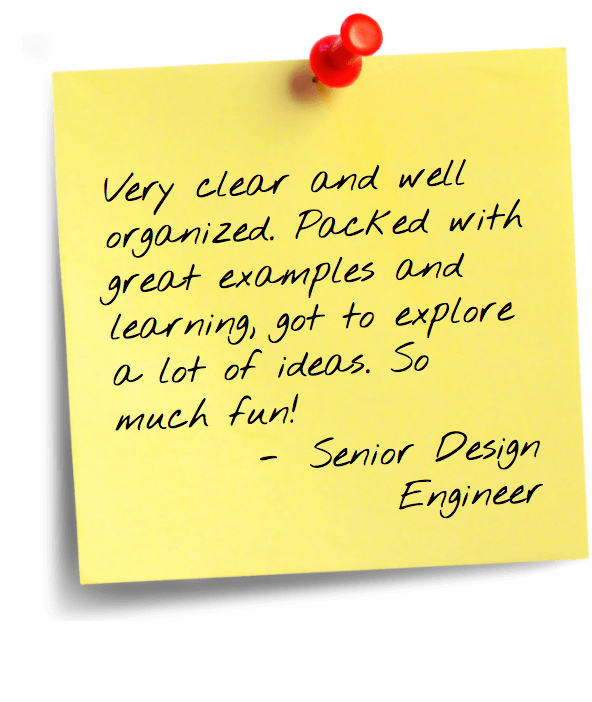 Very clear and well
organized. Packed with
great examples and
learning, got to explore
a lot of ideas. So
much fun!
- Senior Design
Engineer